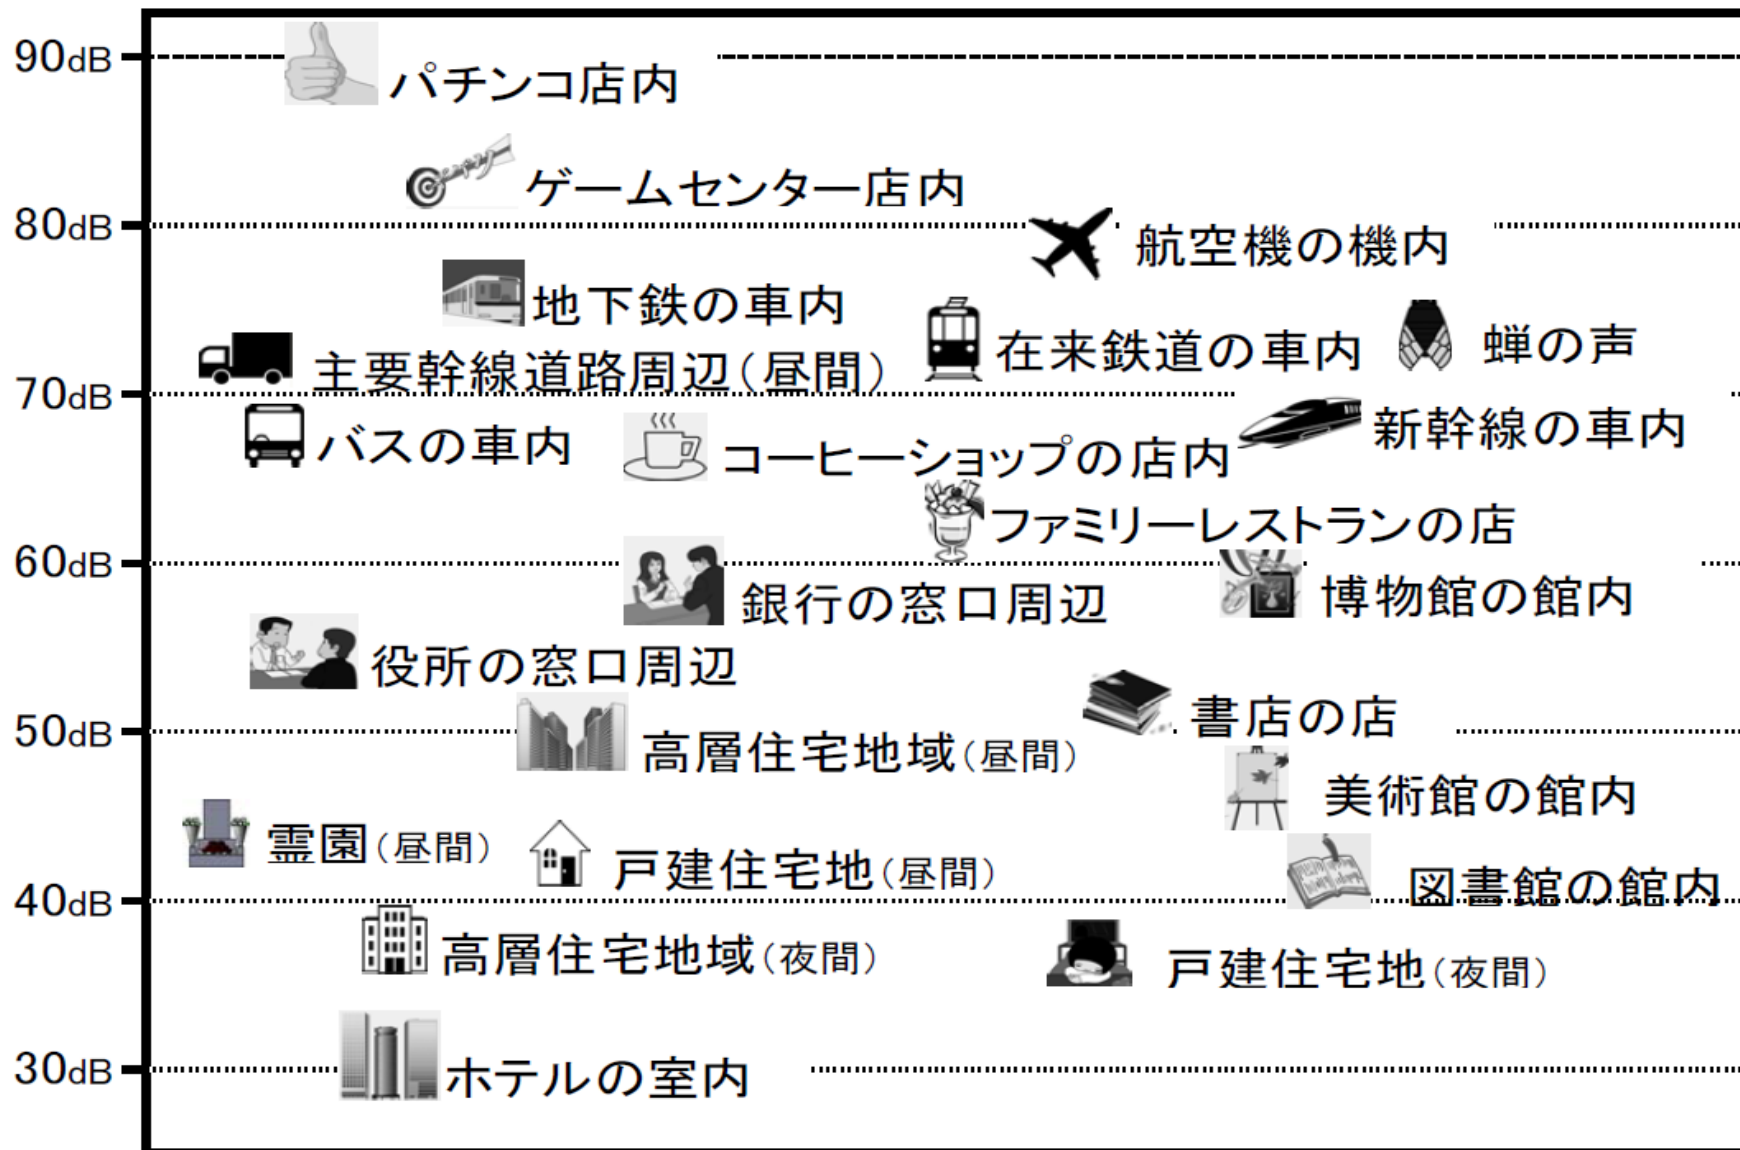 90dB
パチンコ店内
ゲームセンター店内
80dB
航空機の機内
地下鉄の車内
蝉の声
在来鉄道の車内
主要幹線道路周辺(昼間)
70dB
新幹線の車内
バスの車内
コーヒーショップの店内
ファミリーレストランの店
60dB
博物館の館内
銀行の窓口周辺
役所の窓口周辺
書店の店
50dB
高層住宅地域(昼間)
美術館の館内
霊園(昼間)
戸建住宅地(昼間)
図書館の館内
40dB
高層住宅地域(夜間)
戸建住宅地(夜間)
30dB
ホテルの室内